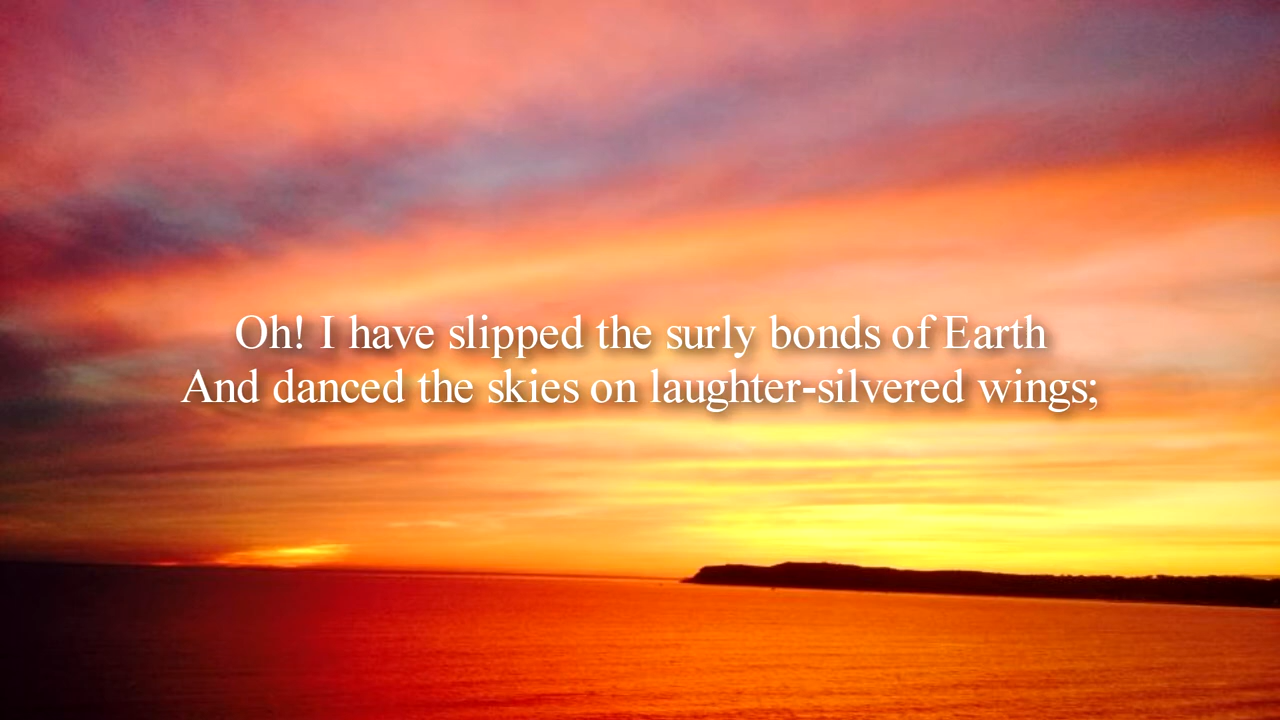 Oh! I have slipped the surly bonds of Earth
And danced the skies on laughter-silvered wings;